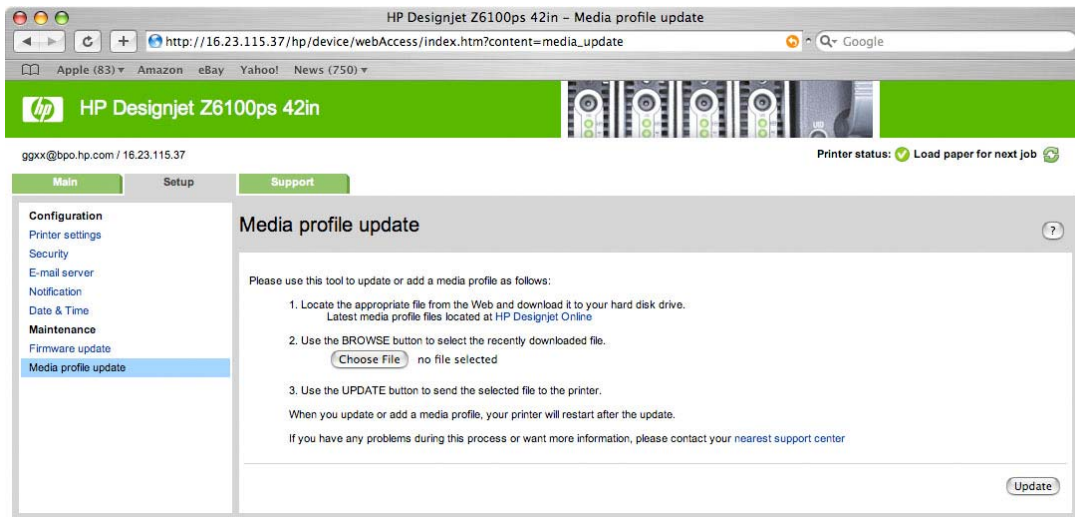 HP Designjet Z6100ps 42in – Media profile update
http://16.23.115.37/hp/device/webAccess/index.htm?content=media_update
Google
Apple (83) Amazon eBay Yahoo! News (750)
hp HP Designjet Z6100ps 42in
UID
ggxx@bpo.hp.com / 16.23.115.37
Printer status: Load paper for next job
Main Setup Support
Configuration
Printer settings
Security
E-mail server
Notification
Date & Time
Maintenance
Firmware update
Media profile update
Media profile update
?
Please use this tool to update or add a media profile as follows:
1. Locate the appropriate file from the Web and download it to your hard disk drive.
Latest media profile files located at HP Designjet Online
2. Use the BROWSE button to select the recently downloaded file.
Choose File no file selected
3. Use the UPDATE button to send the selected file to the printer.
When you update or add a media profile, your printer will restart after the update.
If you have any problems during this process or want more information, please contact your nearest support center
Update